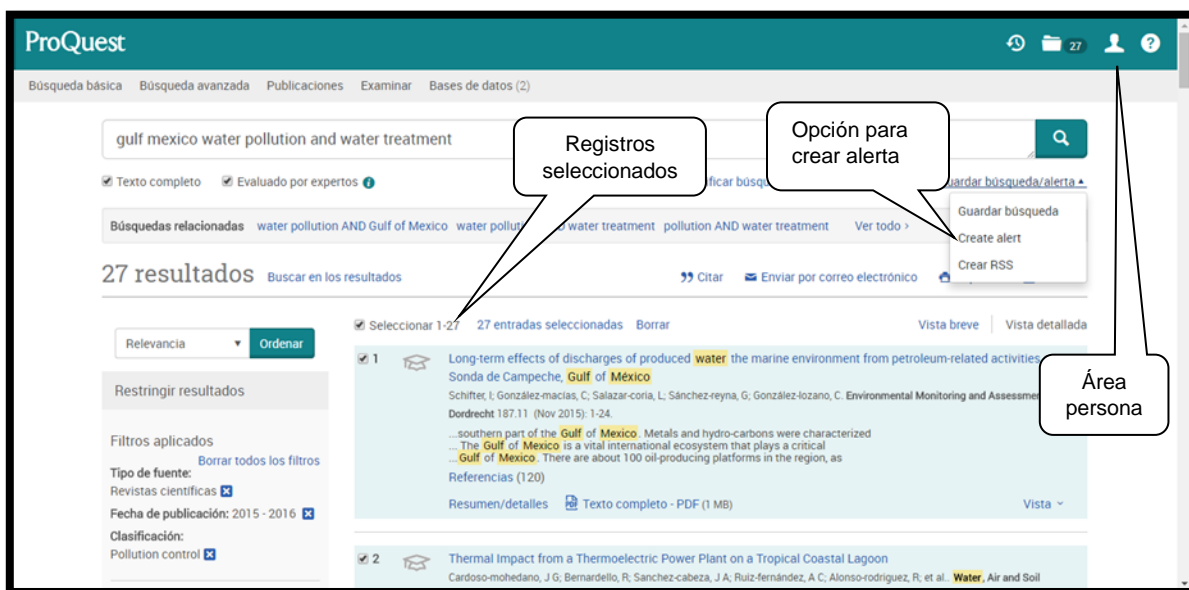 ProQuest
27
?
Búsqueda básica Búsqueda avanzada Publicaciones Examinar Bases de datos (2)
gulf mexico water pollution and water treatment
Registros
seleccionados
Opción para
crear alerta
Texto completo Evaluado por expertos
búsqueda/alerta
Guardar búsqueda
Create alert
Crear RSS
Búsquedas relacionadas water pollution AND Gulf of Mexico water water treatment pollution AND water treatment Ver todo ›
27 resultados Buscar en los resultados
Citar Enviar por correo electrónico
Seleccionar 1-27 27 entradas seleccionadas Borrar Vista breve Vista detallada
Relevancia Ordenar
Restringir resultados
Filtros aplicados
Borrar todos los filtros
Tipo de fuente:
Revistas científicas
Fecha de publicación: 2015 - 2016
Clasificación:
Pollution control
1 Long-term effects of discharges of produced water the marine environment from petroleum-related activities
Sonda de Campeche, Gulf of México
Schifter, I; González-macías, C; Salazar-coria, L; Sánchez-reyna, G; González-lozano, C. Environmental Monitoring and
Dordrecht 187.11 (Nov 2015): 1-24.
...southern part of the Gulf of Mexico. Metals and hydro-carbons were characterized
... The Gulf of Mexico is a vital international ecosystem that plays a critical
...Gulf of Mexico. There are about 100 oil-producing platforms in the region, as
Referencias (120)
Resumen/detalles Texto completo - PDF (1 MB) Vista
Área
persona
2 Thermal Impact from a Thermoelectric Power Plant on a Tropical Coastal Lagoon
Cardoso-mohedano, J G; Bernardello, R; Sanchez-cabeza, J A; Ruiz-fernández, A C; Alonso-rodriguez, R; et al.. Water, Air and Soil